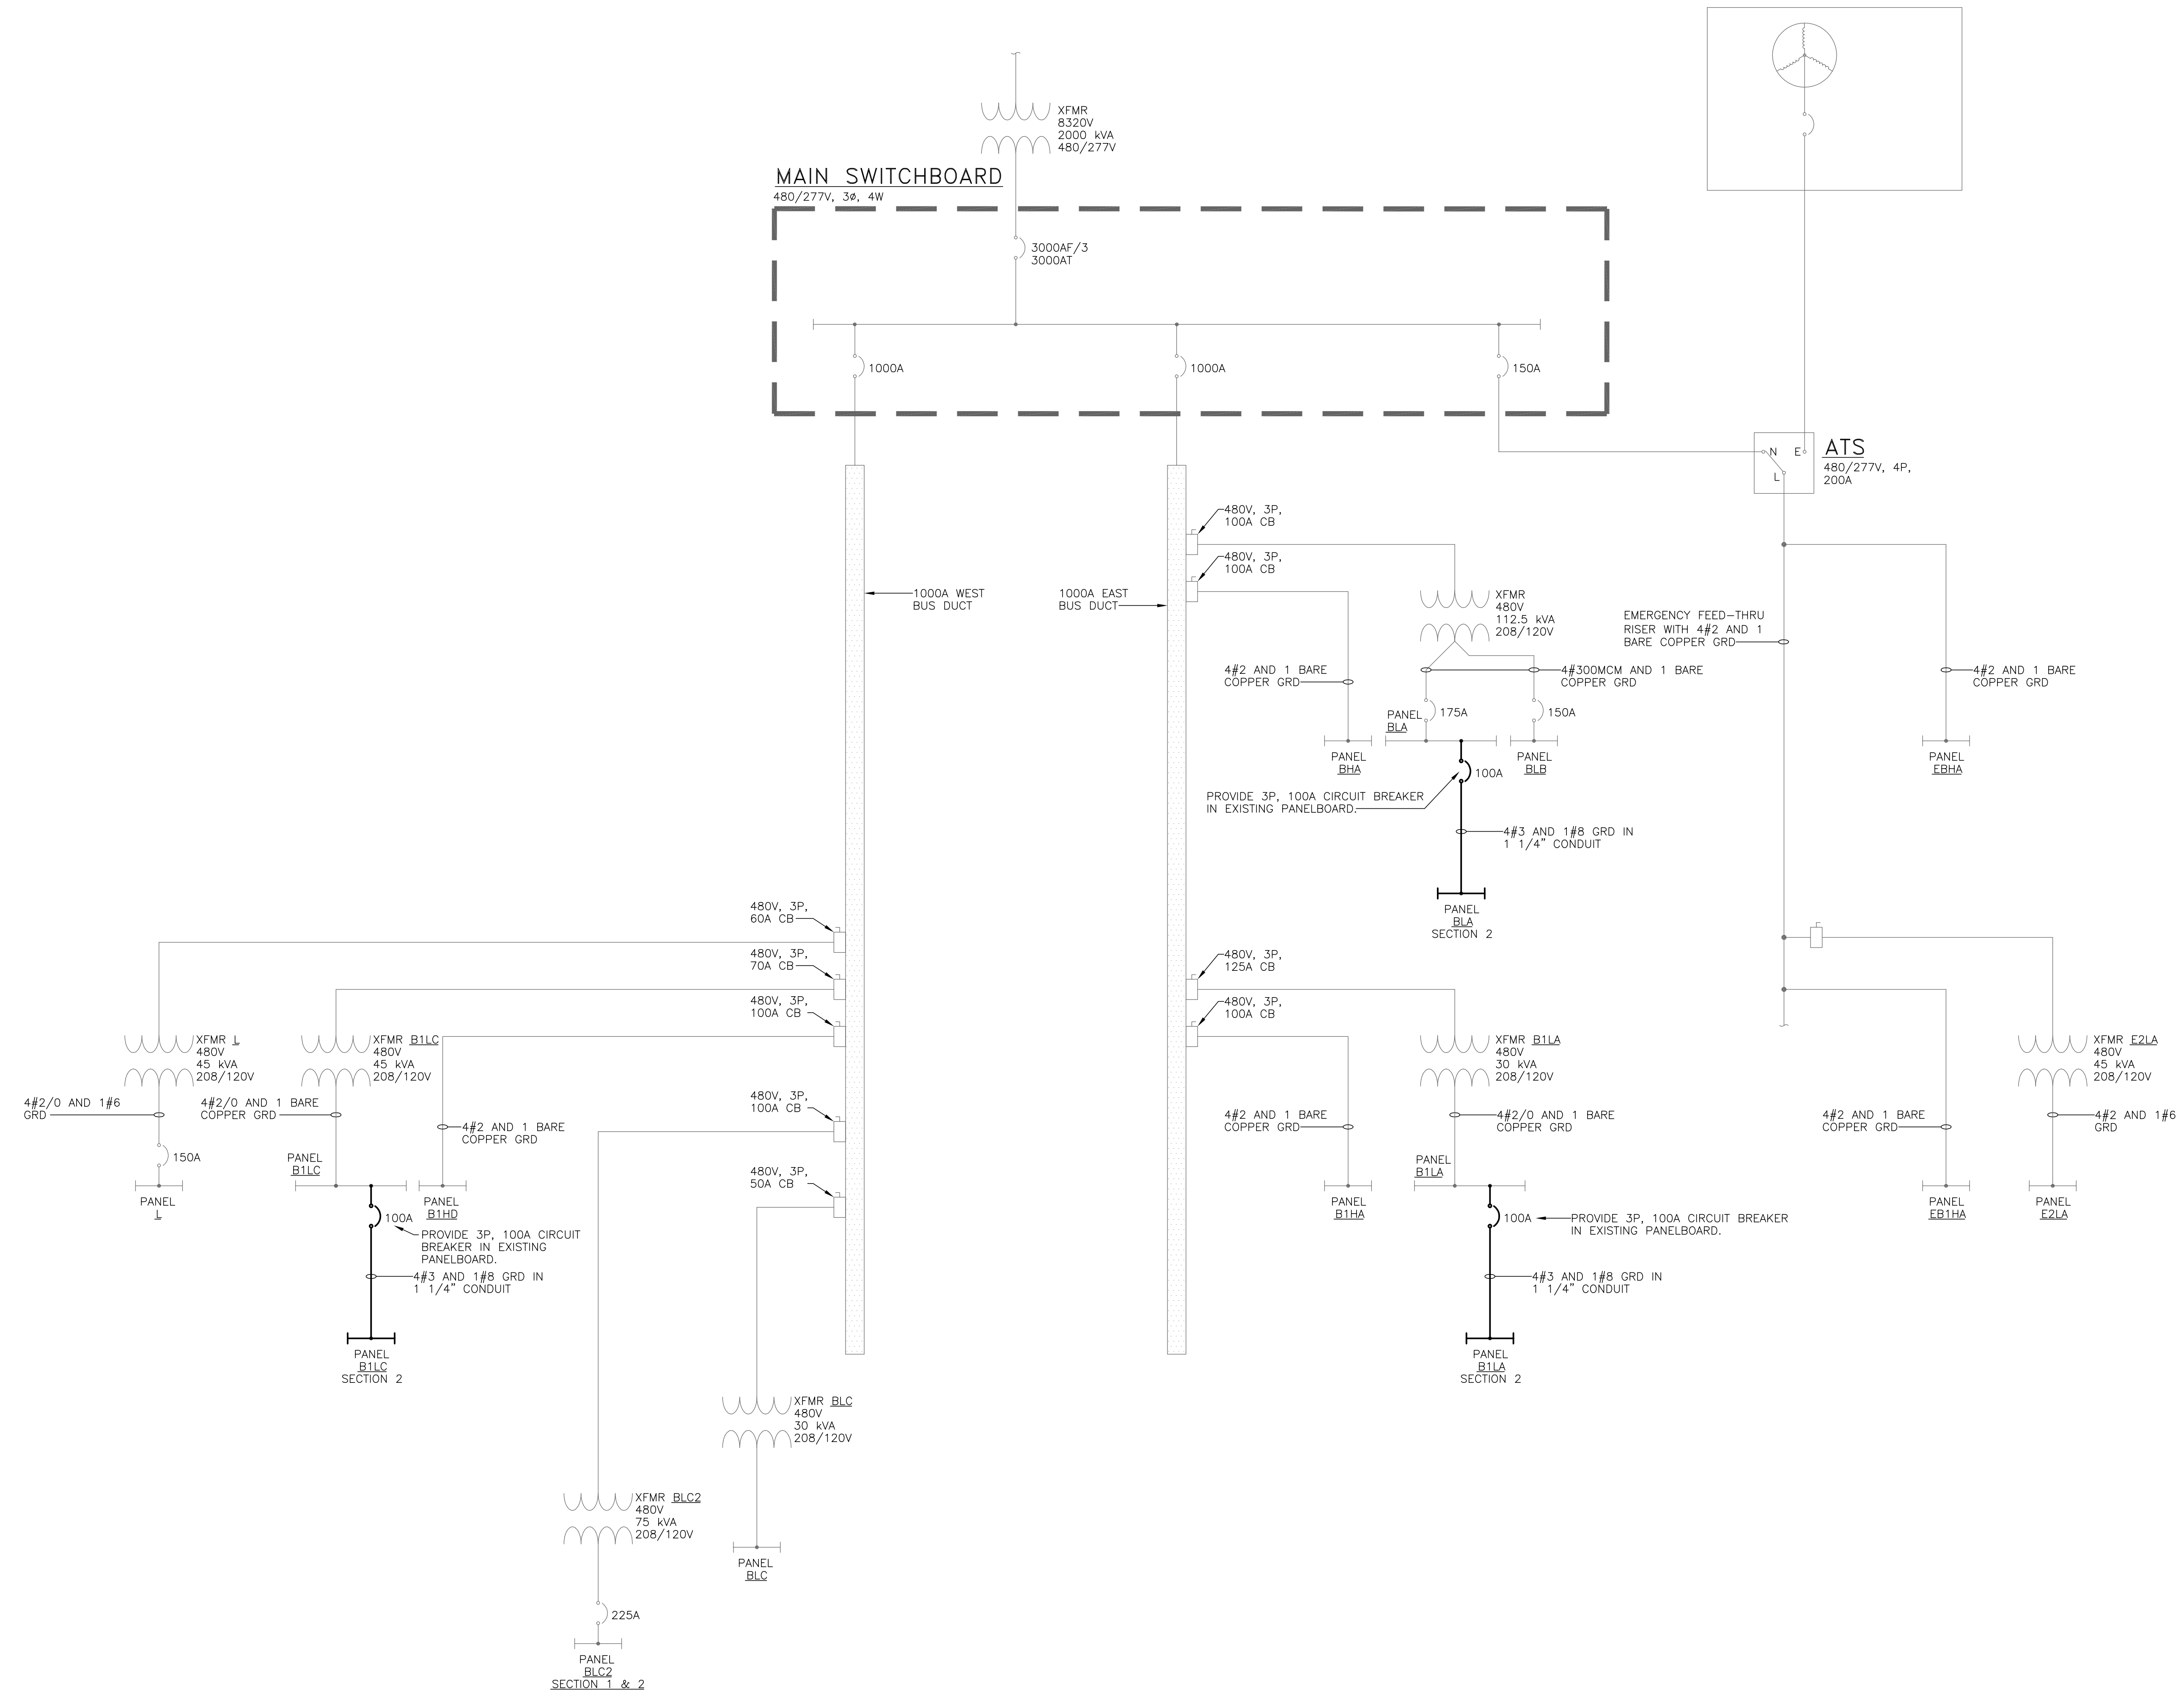 XFMR
8320V
2000 kVA
480/277V
MAIN SWITCHBOARD
480/277V, 3ø, 4W
3000AF/3
3000AT
1000A
1000A
150A
N E
L
ATS
480/277V, 4P,
200A
480V, 3P,
100A CB
480V, 3P,
100A CB
1000A WEST
BUS DUCT
1000A EAST
BUS DUCT
XFMR
480V
112.5 kVA
208/120V
EMERGENCY FEED-THRU
RISER WITH 4#2 AND 1
BARE COPPER GRD
4#2 AND 1 BARE
COPPER GRD
4#300MCM AND 1 BARE
COPPER GRD
4#2 AND 1 BARE
COPPER GRD
PANEL
BLA
175A
150A
PANEL
BHA
PANEL
BLB
PANEL
EBHA
100A
PROVIDE 3P, 100A CIRCUIT BREAKER
IN EXISTING PANELBOARD.
4#3 AND 1#8 GRD IN
1 1/4" CONDUIT
PANEL
BLA
SECTION 2
480V, 3P,
60A CB
480V, 3P,
70A CB
480V, 3P,
100A CB
480V, 3P,
100A CB
480V, 3P,
50A CB
480V, 3P,
125A CB
480V, 3P,
100A CB
XFMR L
480V
45 kVA
208/120V
XFMR B1LC
480V
45 kVA
208/120V
XFMR B1LA
480V
30 kVA
208/120V
XFMR E2LA
480V
45 kVA
208/120V
4#2/0 AND 1#6
GRD
4#2/0 AND 1 BARE
COPPER GRD
4#2 AND 1 BARE
COPPER GRD
4#2 AND 1 BARE
COPPER GRD
4#2/0 AND 1 BARE
COPPER GRD
4#2 AND 1 BARE
COPPER GRD
4#2 AND 1#6
GRD
150A
PANEL
L
PANEL
B1LC
PANEL
B1HD
100A
PROVIDE 3P, 100A CIRCUIT
BREAKER IN EXISTING
PANELBOARD.
4#3 AND 1#8 GRD IN
1 1/4" CONDUIT
PANEL
B1LC
SECTION 2
PANEL
B1HA
PANEL
B1LA
100A
PROVIDE 3P, 100A CIRCUIT BREAKER
IN EXISTING PANELBOARD.
4#3 AND 1#8 GRD IN
1 1/4" CONDUIT
PANEL
B1LA
SECTION 2
PANEL
EB1HA
PANEL
E2LA
XFMR BLC
480V
30 kVA
208/120V
PANEL
BLC
XFMR BLC2
480V
75 kVA
208/120V
225A
PANEL
BLC2
SECTION 1 & 2